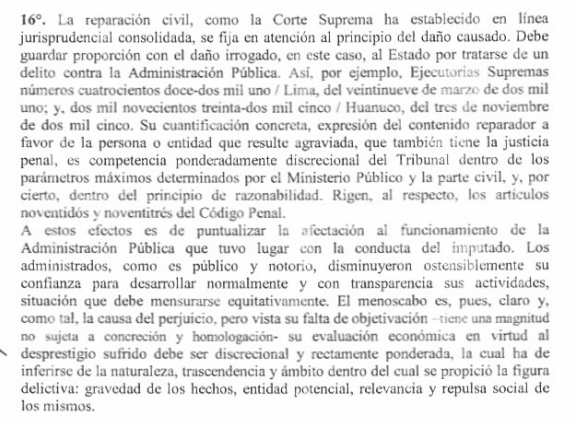 16°. La reparación civil, como la Corte Suprema ha establecido en línea
jurisprudencial consolidada, se fija en atención al principio del daño causado. Debe
guardar proporción con el daño irrogado, en este caso, al Estado por tratarse de un
delito contra la Administración Pública. Así, por ejemplo, Ejecutorias Supremas
números cuatrocientos doce-dos mil uno / Lima, del veintinueve de marzo de dos mil
uno; y, dos mil novecientos treinta-dos mil cinco / Huanuco, del tres de noviembre
de dos mil cinco. Su cuantificación concreta, expresión del contenido reparador a
favor de la persona o entidad que resulte agraviada, que también tiene la justicia
penal, es competencia ponderadamente discrecional del Tribunal dentro de los
parámetros máximos determinados por el Ministerio Público y la parte civil, y, por
cierto, dentro del principio de razonabilidad. Rigen, al respecto, los artículos
noventidós y noventitrés del Código Penal.
A estos efectos es de puntualizar la afectación al funcionamiento de la
Administración Pública que tuvo lugar con la conducta del imputado. Los
administrados, como es público y notorio, disminuyeron ostensiblemente su
confianza para desarrollar normalmente y con transparencia sus actividades,
situación que debe mensurarse equitativamente. El menoscabo es, pues, claro y,
como tal, la causa del perjuicio, pero vista su falta de objetivación –tiene una magnitud
no sujeta a concreción y homologación- su evaluación económica en virtud al
desprestigio sufrido debe ser discrecional y rectamente ponderada, la cual ha de
inferirse de la naturaleza, trascendencia y ámbito dentro del cual se propició la figura
delictiva: gravedad de los hechos, entidad potencial, relevancia y repulsa social de
los mismos.